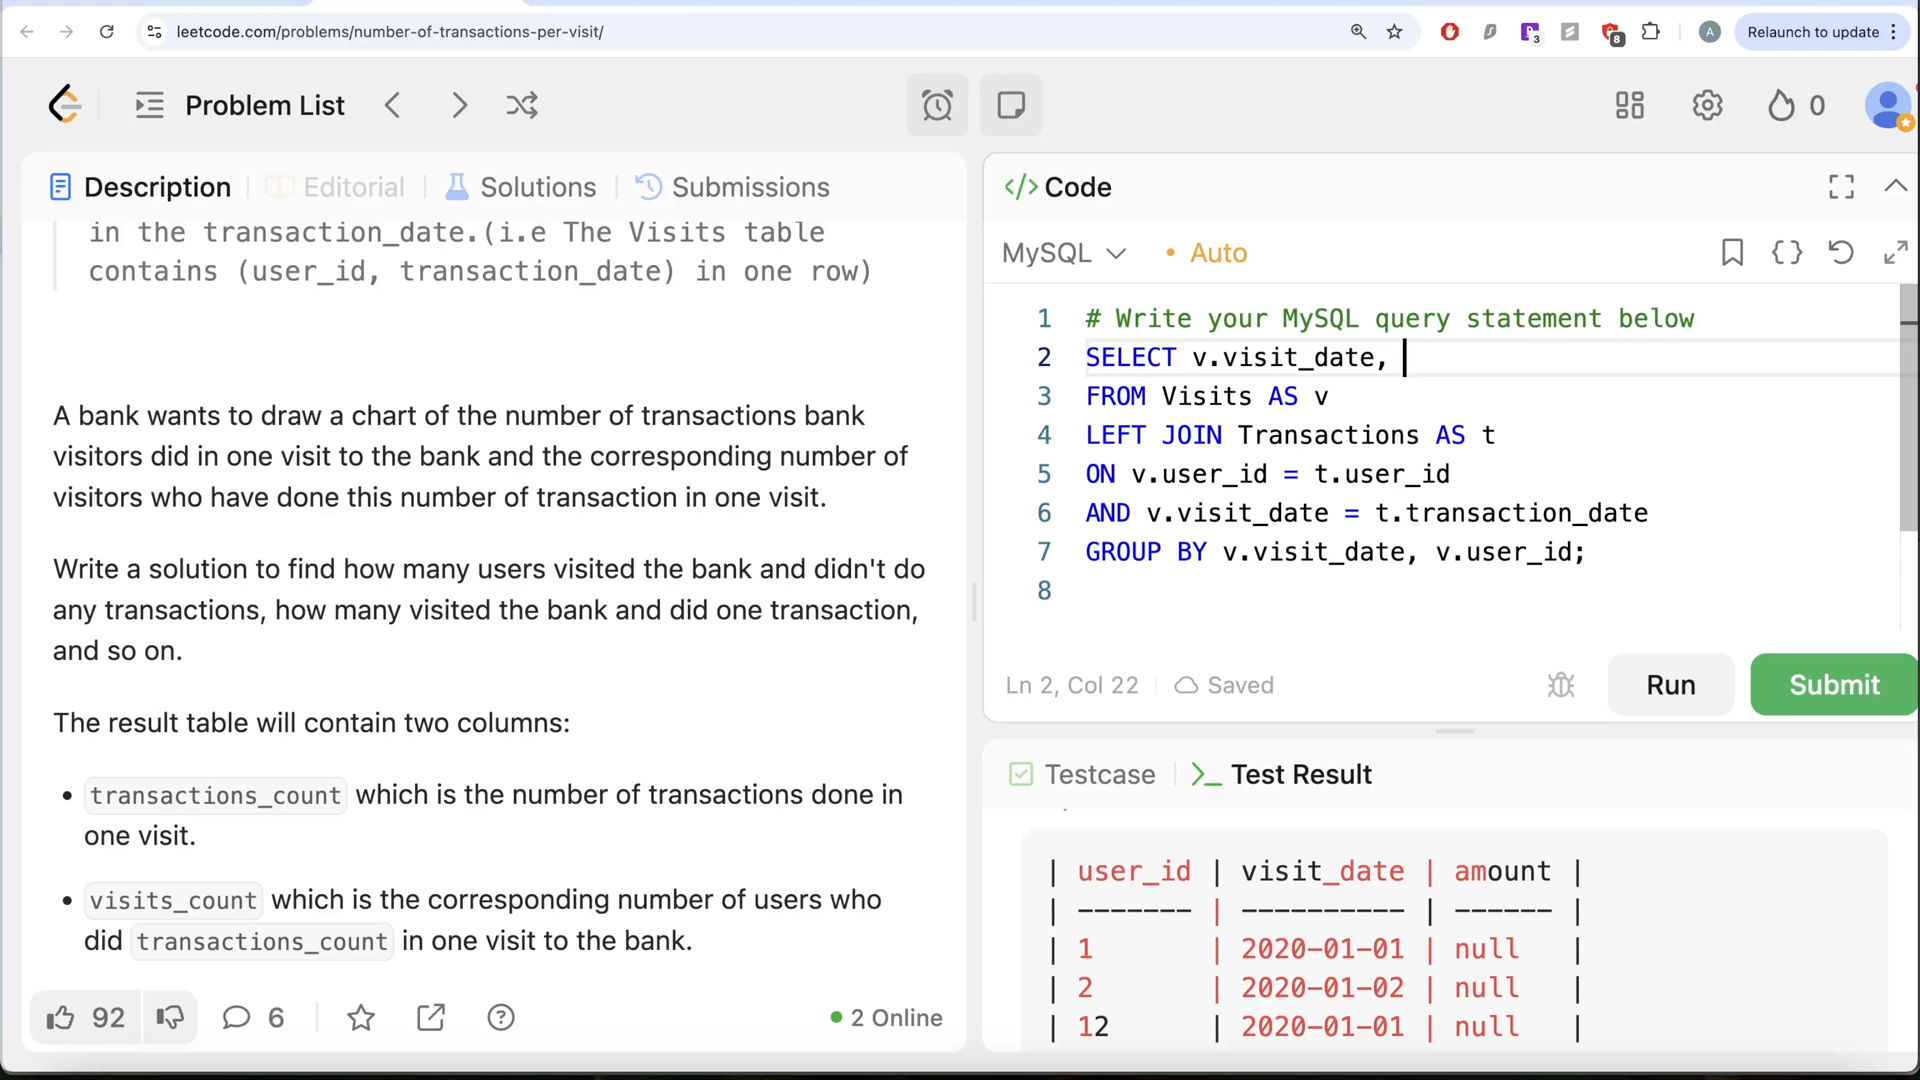 leetcode.com/problems/number-of-transactions-per-visit/
3
8
A
Relaunch to update
Problem List
0
Description
Editorial
Solutions
Submissions
in the transaction_date.(i.e The Visits table
contains (user_id, transaction_date) in one row)
A bank wants to draw a chart of the number of transactions bank
visitors did in one visit to the bank and the corresponding number of
visitors who have done this number of transaction in one visit.
Write a solution to find how many users visited the bank and didn't do
any transactions, how many visited the bank and did one transaction,
and so on.
The result table will contain two columns:
• transactions_count which is the number of transactions done in
one visit.
• visits_count which is the corresponding number of users who
did transactions_count in one visit to the bank.
92
6
2 Online
</> Code
MySQL
• Auto
1 # Write your MySQL query statement below
2 SELECT v.visit_date,
3 FROM Visits AS v
4 LEFT JOIN Transactions AS t
5 ON v.user_id = t.user_id
6 AND v.visit_date = t.transaction_date
7 GROUP BY v.visit_date, v.user_id;
8
Ln 2, Col 22
Saved
Run
Submit
Testcase
Test Result
| user_id | visit_date | amount |
| ------- | ---------- | ------ |
| 1 | 2020-01-01 | null |
| 2 | 2020-01-02 | null |
| 12 | 2020-01-01 | null |